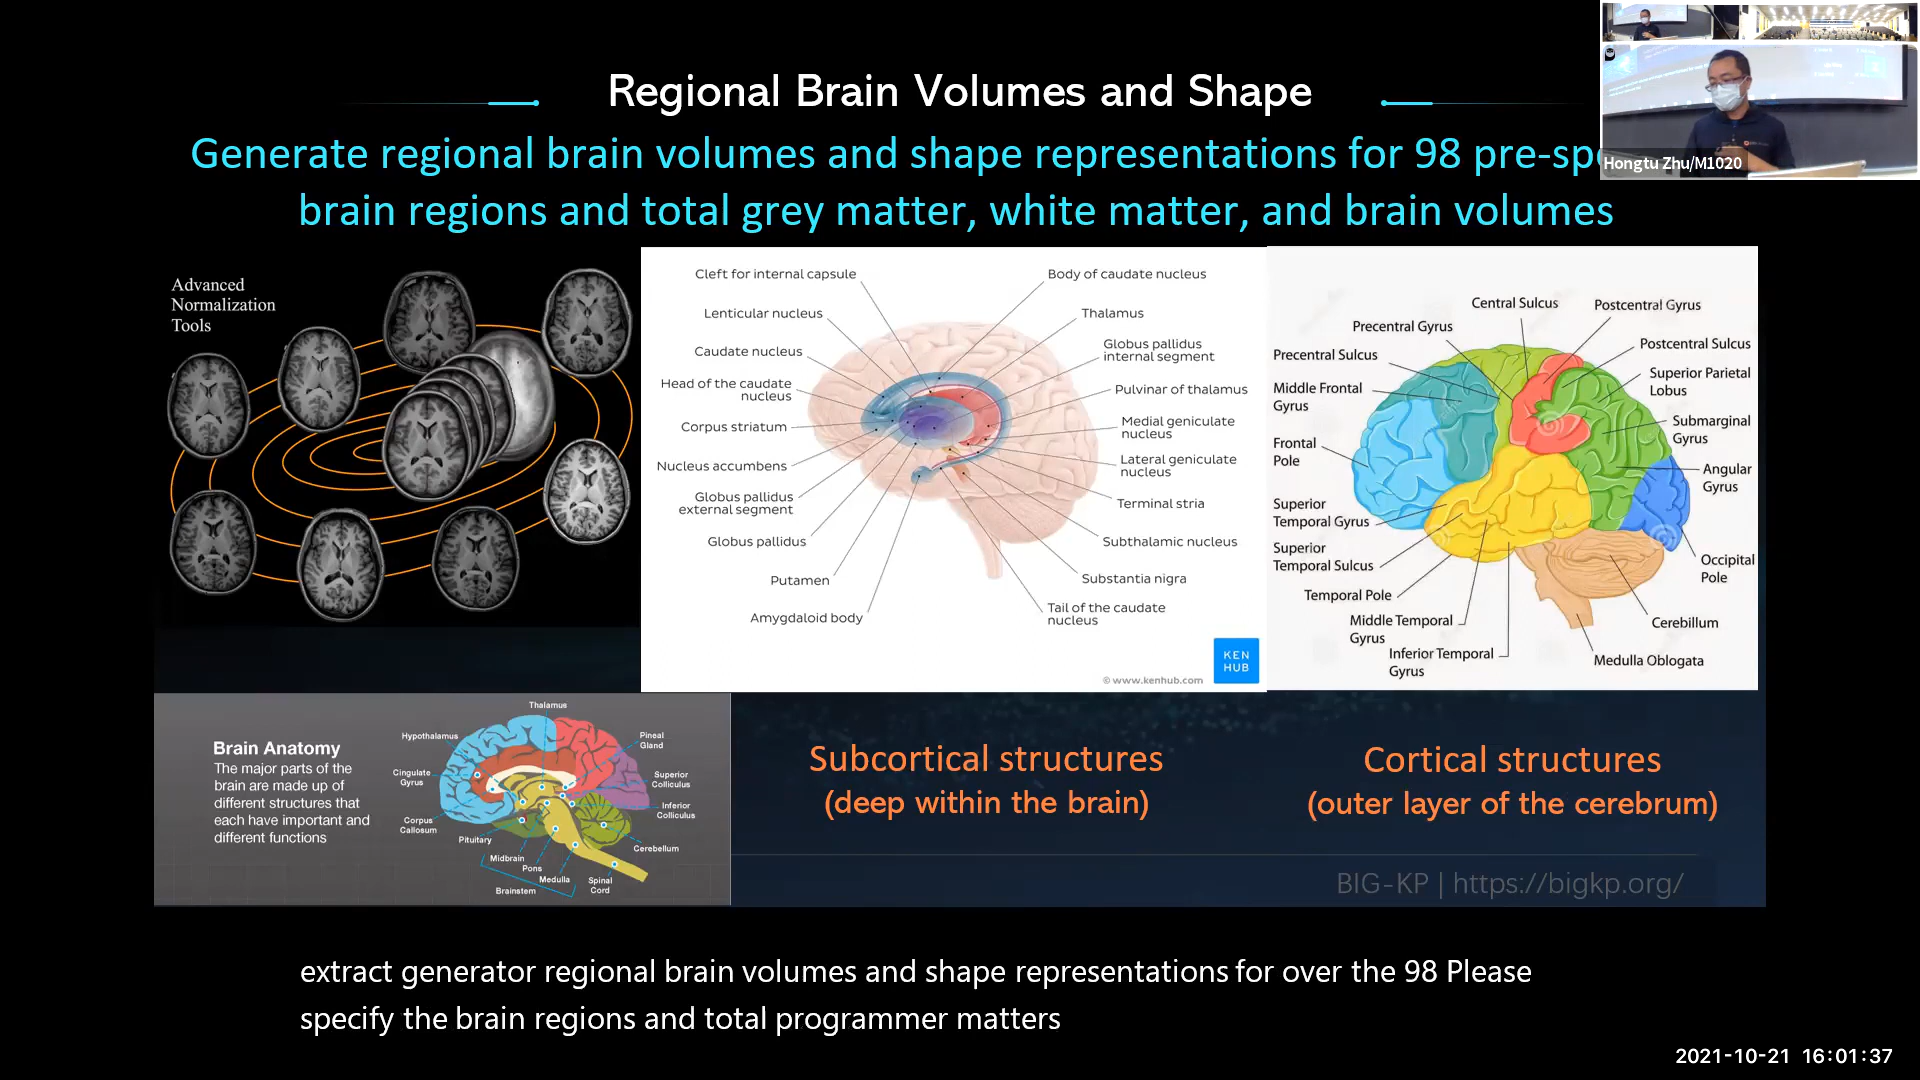 Regional Brain Volumes and Shape
Generate regional brain volumes and shape representations for 98
brain regions and total grey matter, white matter, and brain volumes
Hongtu Zhu/M1020
Advanced
Normalization
Tools
Cleft for internal capsule
Lenticular nucleus
Caudate nucleus
Head of the caudate
nucleus
Corpus striatum
Nucleus accumbens
Globus pallidus
external segment
Globus pallidus
Putamen
Amygdaloid body
Body of caudate nucleus
Thalamus
Globus pallidus
internal segment
Pulvinar of thalamus
Medial geniculate
nucleus
Lateral geniculate
nucleus
Terminal stria
Subthalamic nucleus
Substantia nigra
Tail of the caudate
nucleus
KEN
HUB
© www.kenhub.com
Central Sulcus
Precentral Gyrus
Precentral Sulcus
Middle Frontal
Gyrus
Frontal
Pole
Superior
Temporal Gyrus
Superior
Temporal Sulcus
Temporal Pole
Middle Temporal
Gyrus
Inferior Temporal
Gyrus
Postcentral Gyrus
Postcentral Sulcus
Superior Parietal
Lobus
Submarginal
Gyrus
Angular
Gyrus
Occipital
Pole
Cerebillum
Medulla Oblogata
Brain Anatomy
The major parts of the
brain are made up of
different structures that
each have important and
different functions
Thalamus
Hypothalamus
Cingulate
Gyrus
Corpus
Callosum
Pituitary
Midbrain
Pons
Medulla
Brainstem
Spinal
Cord
Pineal
Gland
Superior
Colliculus
Inferior
Colliculus
Cerebellum
Subcortical structures
(deep within the brain)
Cortical structures
(outer layer of the cerebrum)
BIG-KP | https://bigkp.org/
extract generator regional brain volumes and shape representations for over the 98 Please
specify the brain regions and total programmer matters
2021-10-21 16:01:37